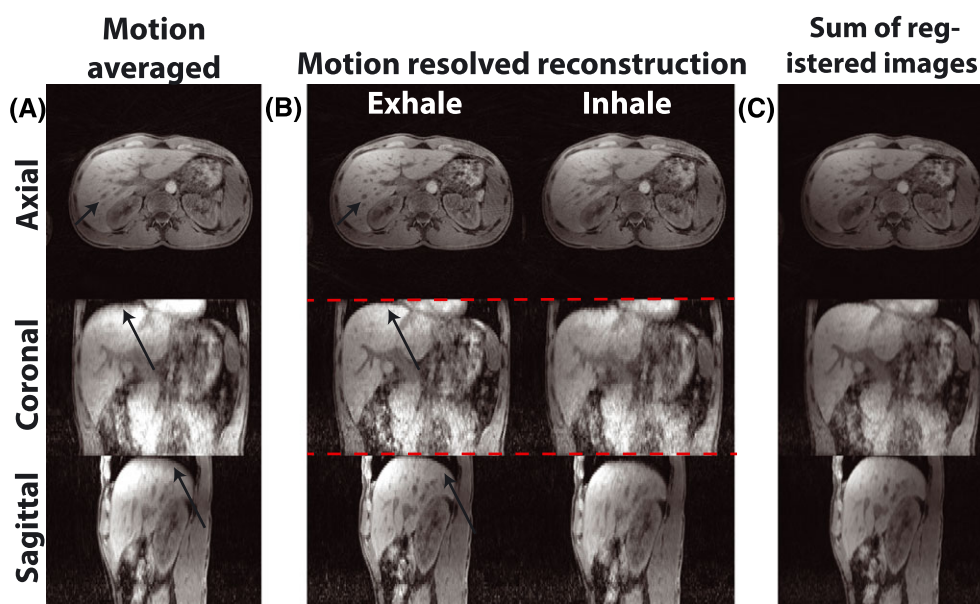 Motion
averaged
Motion resolved reconstruction
Sum of reg-
istered images
(A)
(B)
Exhale
Inhale
(C)
Axial
Coronal
Sagittal